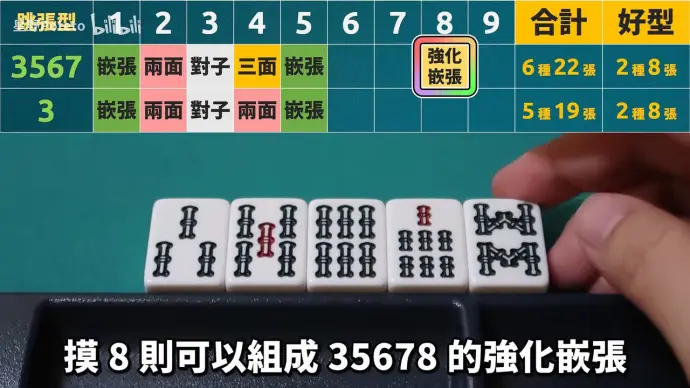 跳張型 1 2 3 4 5 6 7 8 9 合計 好型
bilibili
3567 嵌張 兩面 對子 三面 嵌張 強化嵌張 6種22張 2種8張
3 嵌張 兩面 對子 兩面 嵌張 5種19張 2種8張
摸 8 則可以組成 35678 的強化嵌張